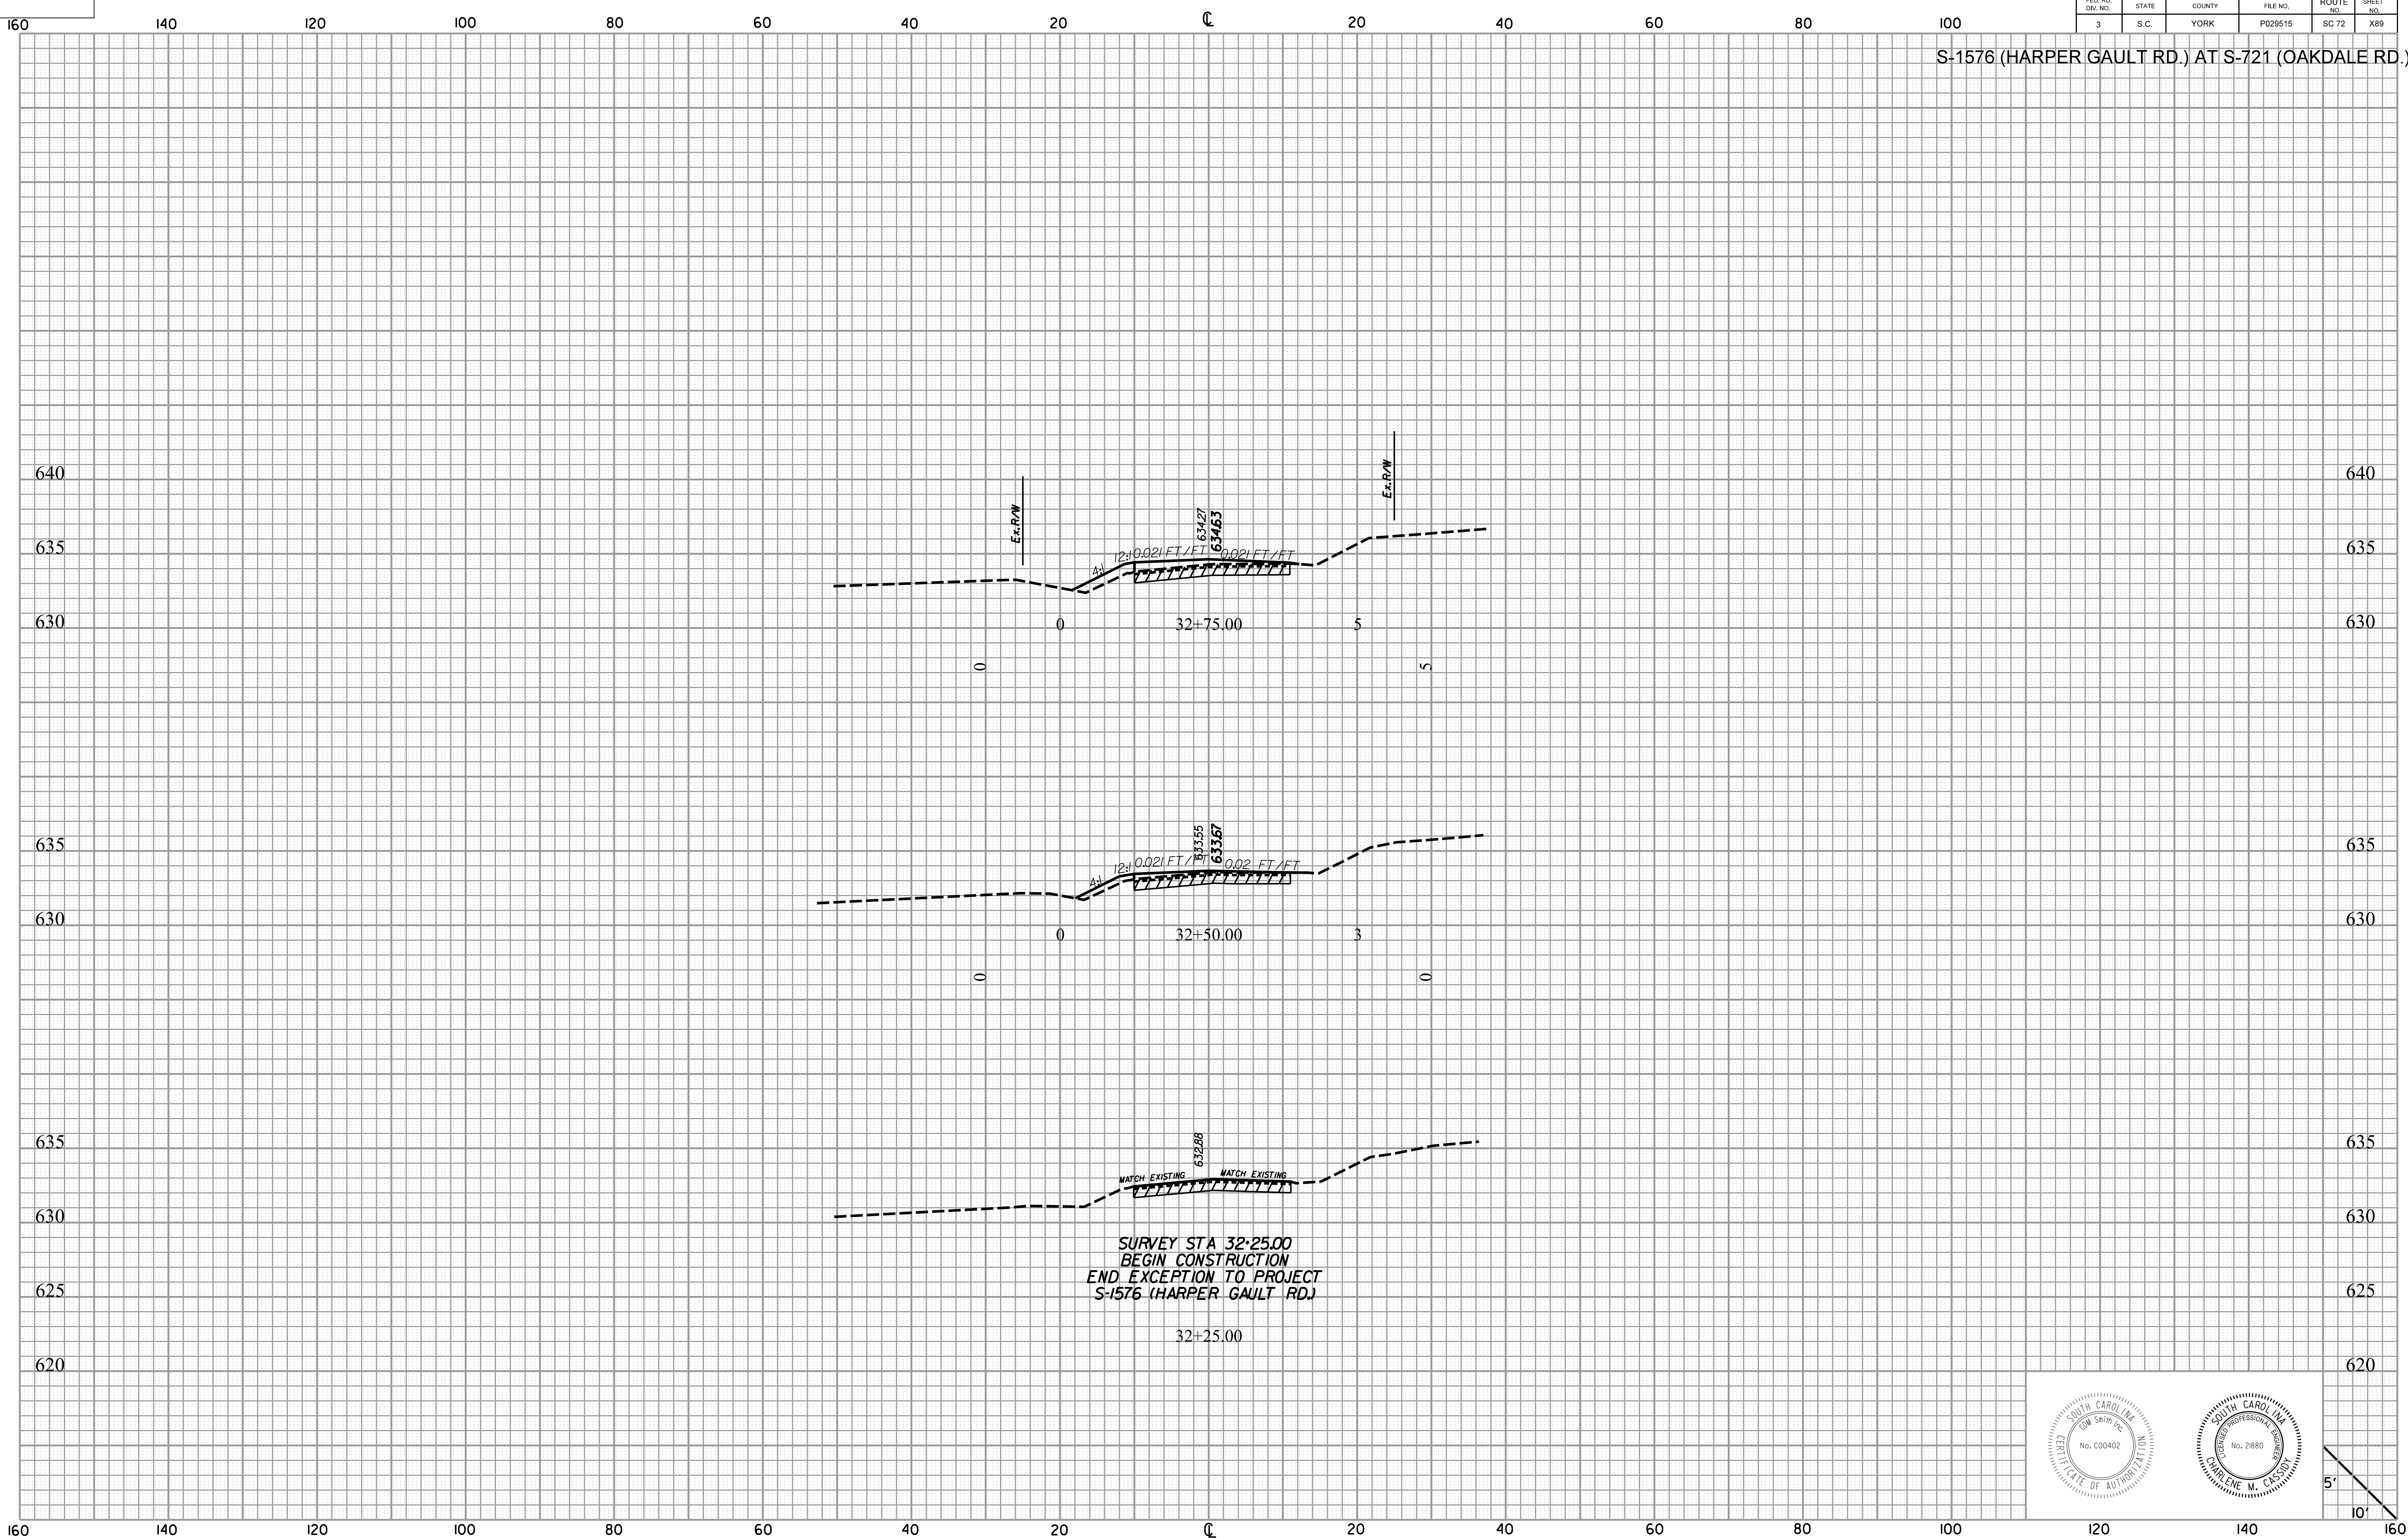 FED. RD. DIV. NO. STATE COUNTY FILE NO. ROUTE NO. SHEET NO.
3 S.C. YORK P029515 SC 72 X89
160 140 120 100 80 60 40 20 ℄ 20 40 60 80 100
S-1576 (HARPER GAULT RD.) AT S-721 (OAKDALE RD.)
640 640
Ex.R/W Ex.R/W
634.27 634.63
635 635
4:1 12:1 0.021 FT/FT 0.021 FT/FT
630 630
0 32+75.00 5
0 5
633.55 633.67
635 635
4:1 12:1 0.021 FT/FT 0.02 FT/FT
630 630
0 32+50.00 3
0 0
632.88
635 635
MATCH EXISTING MATCH EXISTING
630 630
SURVEY STA 32+25.00
BEGIN CONSTRUCTION
END EXCEPTION TO PROJECT
S-1576 (HARPER GAULT RD.)
625 625
32+25.00
620 620
SOUTH CAROLINA
CDM Smith Inc.
No. C00402
CERTIFICATE OF AUTHORIZATION
SOUTH CAROLINA
LICENSED PROFESSIONAL ENGINEER
No. 21880
CHARLENE M. CASSIDY
5'
10'
160 140 120 100 80 60 40 20 ℄ 20 40 60 80 100 120 140 160